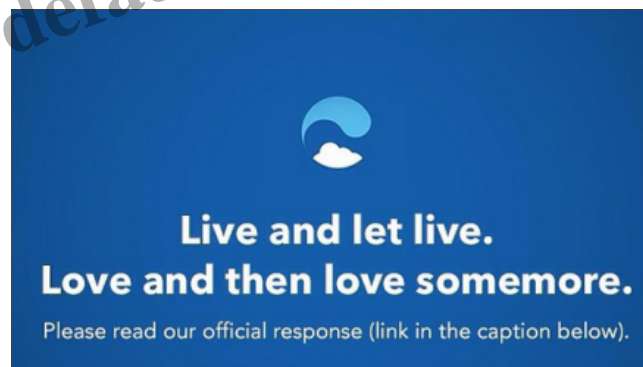 Live and let live.
Love and then love somemore.
Please read our official response (link in the caption below).